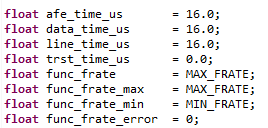 float afe_time_us       = 16.0;
float data_time_us      = 16.0;
float line_time_us      = 16.0;
float trst_time_us      = 0.0;
float func_frate        = MAX_FRATE;
float func_frate_max    = MAX_FRATE;
float func_frate_min    = MIN_FRATE;
float func_frate_error  = 0;